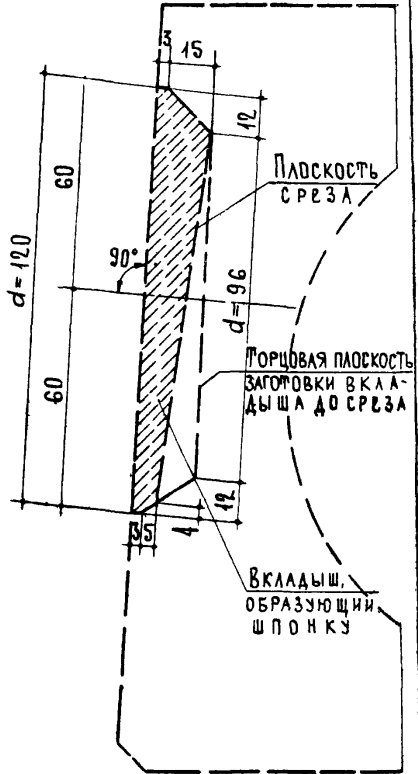 3
15
12
60
ПЛОСКОСТЬ
СРЕЗА
d=120
90°
d=96
60
ТОРЦОВАЯ ПЛОСКОСТЬ
ЗАГОТОВКИ ВКЛА-
ДЫША ДО СРЕЗА
3
5
4
12
ВКЛАДЫШ,
ОБРАЗУЮЩИЙ
ШПОНКУ